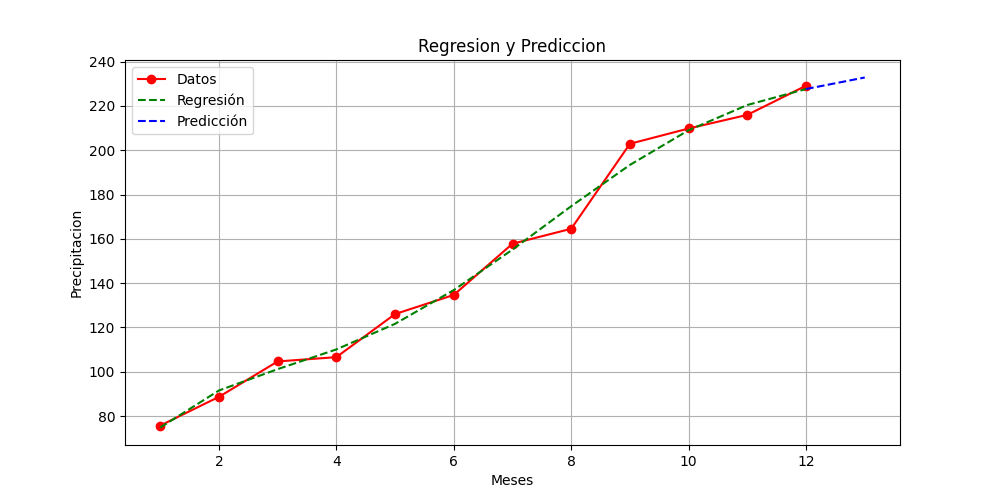 Regresion y Prediccion
Datos
Regresión
Predicción
240
220
200
180
160
140
120
100
80
Precipitacion
2 4 6 8 10 12
Meses